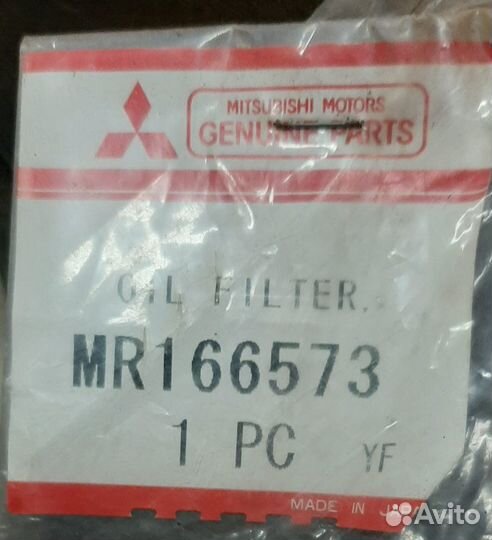 MITSUBISHI MOTORS
GENUINE PARTS
OIL FILTER.
MR166573
1 PC YF
MADE IN
Avito